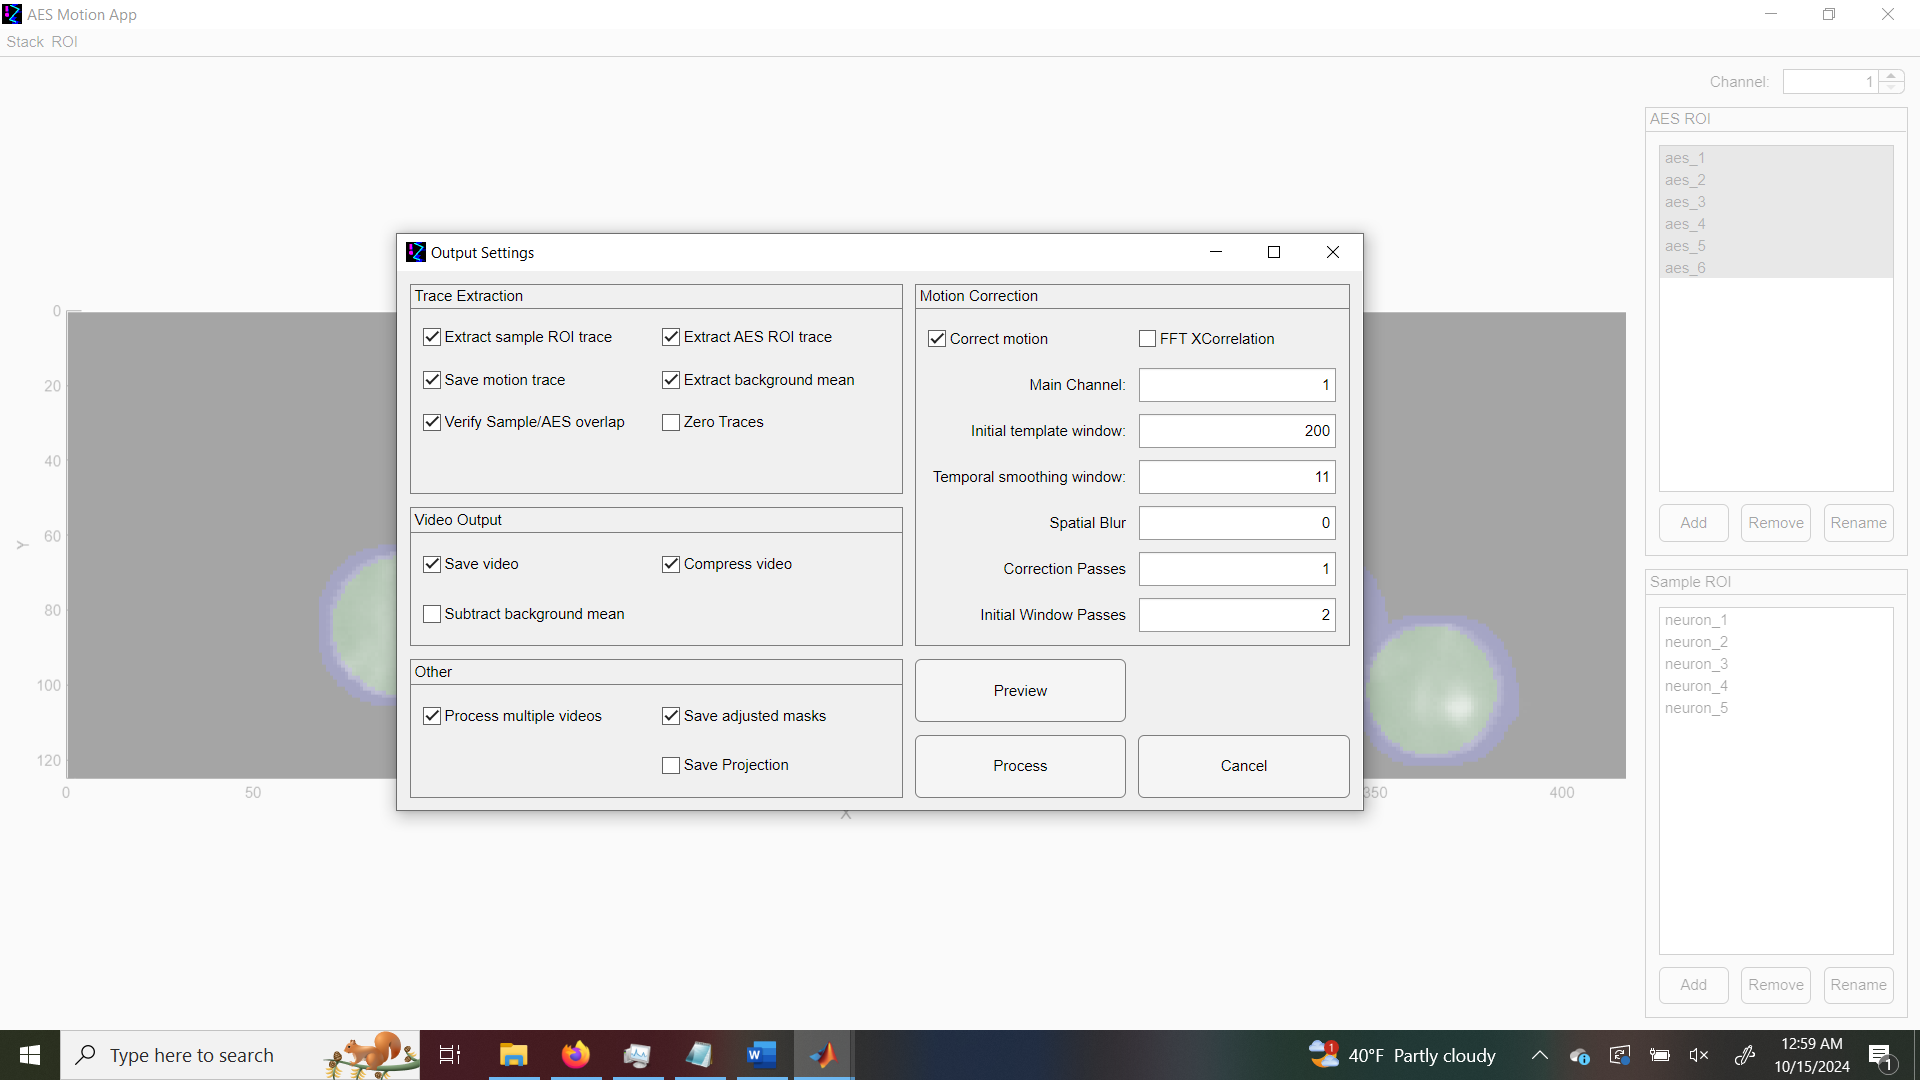 AES Motion App
Stack ROI
Channel: 1
AES ROI
aes_1
aes_2
aes_3
aes_4
aes_5
aes_6
Add Remove Rename
Sample ROI
neuron_1
neuron_2
neuron_3
neuron_4
neuron_5
Add Remove Rename
0
20
40
60
80
100
120
Y
0 50 350 400
X
Output Settings
Trace Extraction
Extract sample ROI trace Extract AES ROI trace
Save motion trace Extract background mean
Verify Sample/AES overlap Zero Traces
Video Output
Save video Compress video
Subtract background mean
Other
Process multiple videos Save adjusted masks
Save Projection
Motion Correction
Correct motion FFT XCorrelation
Main Channel: 1
Initial template window: 200
Temporal smoothing window: 11
Spatial Blur 0
Correction Passes 1
Initial Window Passes 2
Preview
Process Cancel
Type here to search
W
1
40°F Partly cloudy
12:59 AM
10/15/2024
1